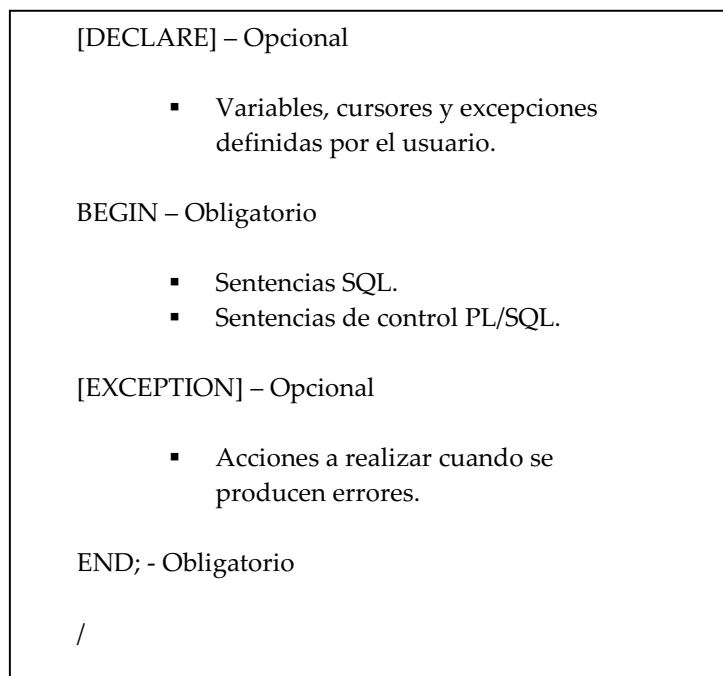 [DECLARE] – Opcional
▪ Variables, cursores y excepciones
definidas por el usuario.
BEGIN – Obligatorio
▪ Sentencias SQL.
▪ Sentencias de control PL/SQL.
[EXCEPTION] – Opcional
▪ Acciones a realizar cuando se
producen errores.
END; - Obligatorio
/